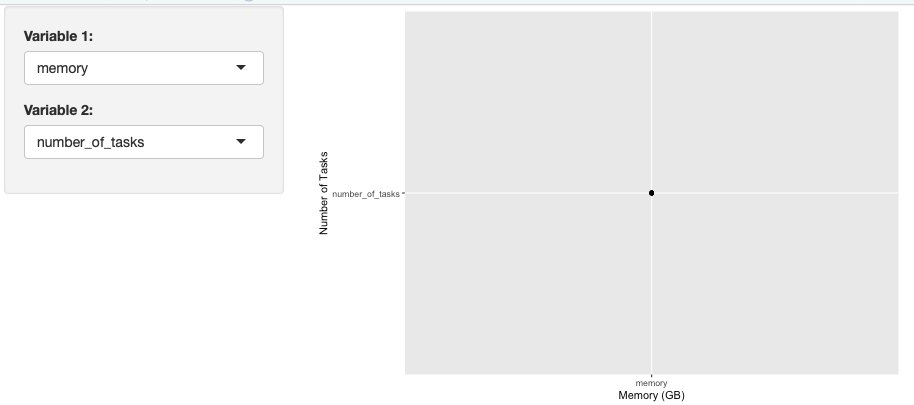 Variable 1:
memory
Variable 2:
number_of_tasks
Number of Tasks
number_of_tasks
memory
Memory (GB)